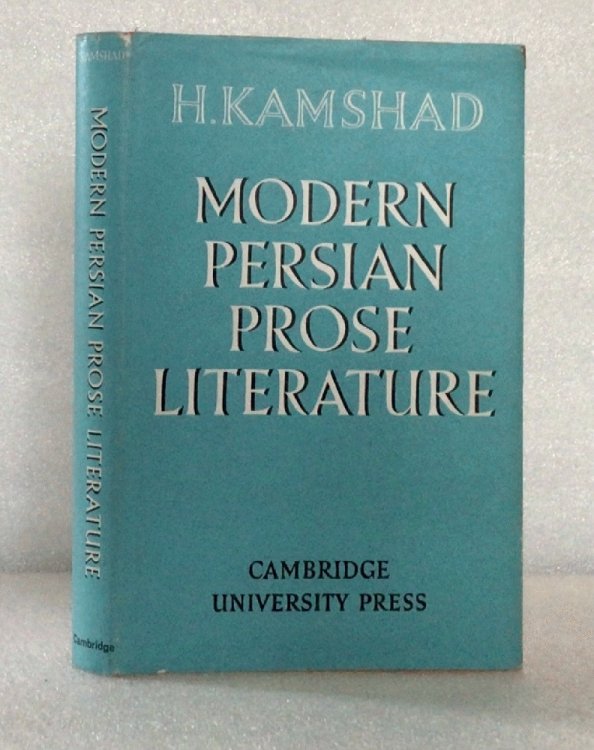 KAMSHAD
MODERN PERSIAN PROSE LITERATURE
Cambridge
H. KAMSHAD
MODERN
PERSIAN
PROSE
LITERATURE
CAMBRIDGE
UNIVERSITY PRESS